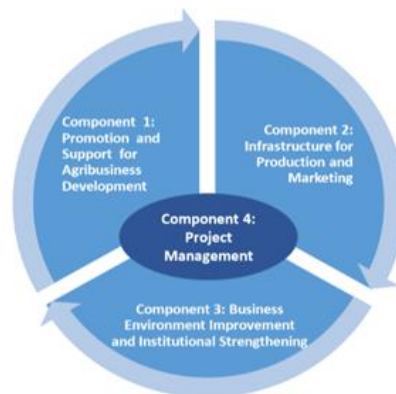 Component 1:
Promotion and
Support for
Agribusiness
Development
Component 2:
Infrastructure for
Production and
Marketing
Component 4:
Project
Management
Component 3: Business
Environment Improvement
and Institutional Strengthening